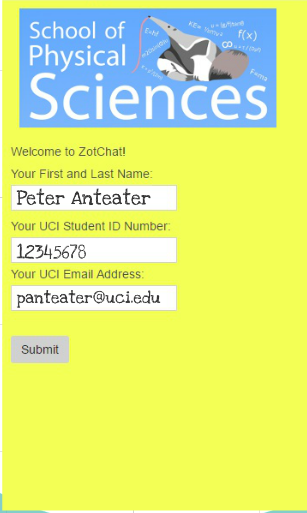 School of
Physical
Sciences
f(x)
Welcome to ZotChat!
Your First and Last Name:
Peter Anteater
Your UCI Student ID Number:
12345678
Your UCI Email Address:
panteater@uci.edu
Submit